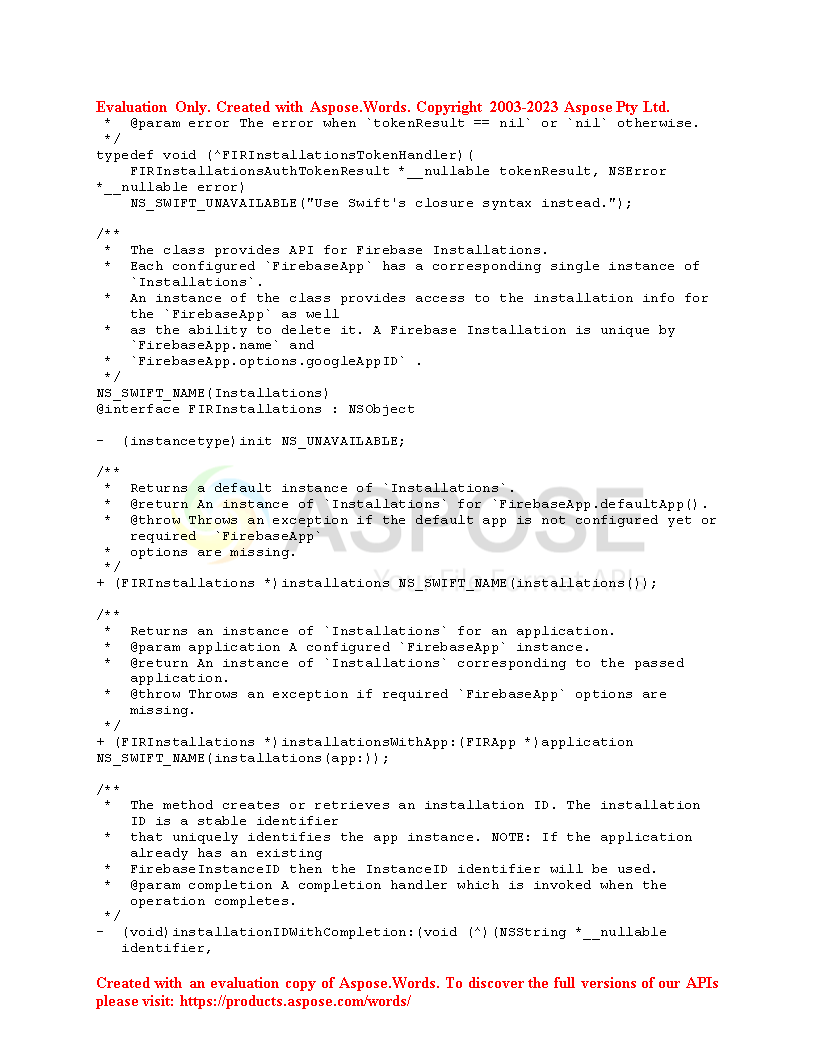 Evaluation Only. Created with Aspose.Words. Copyright 2003-2023 Aspose Pty Ltd.
* @param error The error when `tokenResult == nil` or `nil` otherwise.
*/
typedef void (^FIRInstallationsTokenHandler)(
FIRInstallationsAuthTokenResult *__nullable tokenResult, NSError
*__nullable error)
NS_SWIFT_UNAVAILABLE("Use Swift's closure syntax instead.");
/**
* The class provides API for Firebase Installations.
* Each configured `FirebaseApp` has a corresponding single instance of
`Installations`.
* An instance of the class provides access to the installation info for
the `FirebaseApp` as well
* as the ability to delete it. A Firebase Installation is unique by
`FirebaseApp.name` and
* `FirebaseApp.options.googleAppID` .
*/
NS_SWIFT_NAME(Installations)
@interface FIRInstallations : NSObject
- (instancetype)init NS_UNAVAILABLE;
/**
* Returns a default instance of `Installations`.
* @return An instance of `Installations` for `FirebaseApp.defaultApp().
* @throw Throws an exception if the default app is not configured yet or
required `FirebaseApp`
* options are missing.
*/
+ (FIRInstallations *)installations NS_SWIFT_NAME(installations());
ASPOSE
Your File Format APIs
/**
* Returns an instance of `Installations` for an application.
* @param application A configured `FirebaseApp` instance.
* @return An instance of `Installations` corresponding to the passed
application.
* @throw Throws an exception if required `FirebaseApp` options are
missing.
*/
+ (FIRInstallations *)installationsWithApp:(FIRApp *)application
NS_SWIFT_NAME(installations(app:));
/**
* The method creates or retrieves an installation ID. The installation
ID is a stable identifier
* that uniquely identifies the app instance. NOTE: If the application
already has an existing
* FirebaseInstanceID then the InstanceID identifier will be used.
* @param completion A completion handler which is invoked when the
operation completes.
*/
- (void)installationIDWithCompletion:(void (^)(NSString *__nullable
identifier,
Created with an evaluation copy of Aspose.Words. To discover the full versions of our APIs
please visit: https://products.aspose.com/words/